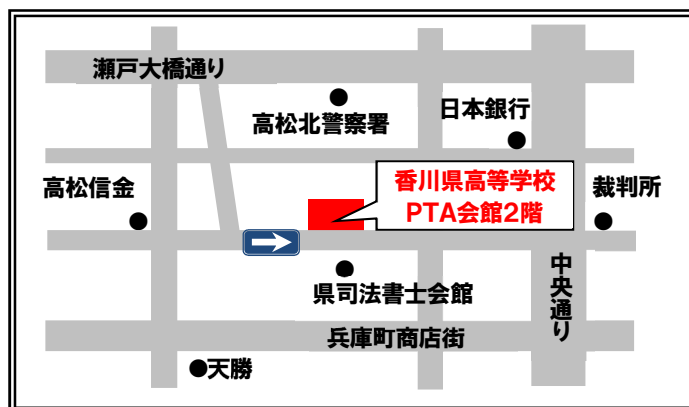 瀬戸大橋通り
高松北警察署
日本銀行
高松信金
香川県高等学校
PTA会館2階
裁判所
県司法書士会館
中央通り
兵庫町商店街
天勝